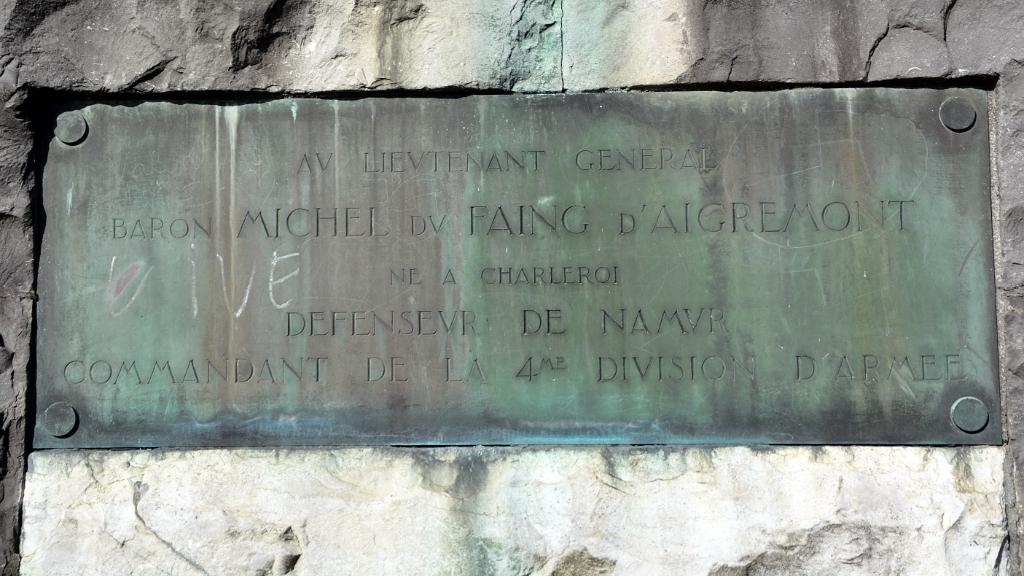 AV LIEVTENANT GENERAL
BARON MICHEL DV FAING D'AIGREMONT
NE A CHARLEROI
VIVE
DEFENSEVR DE NAMVR
COMMANDANT DE LA 4ME DIVISION D'ARMEE